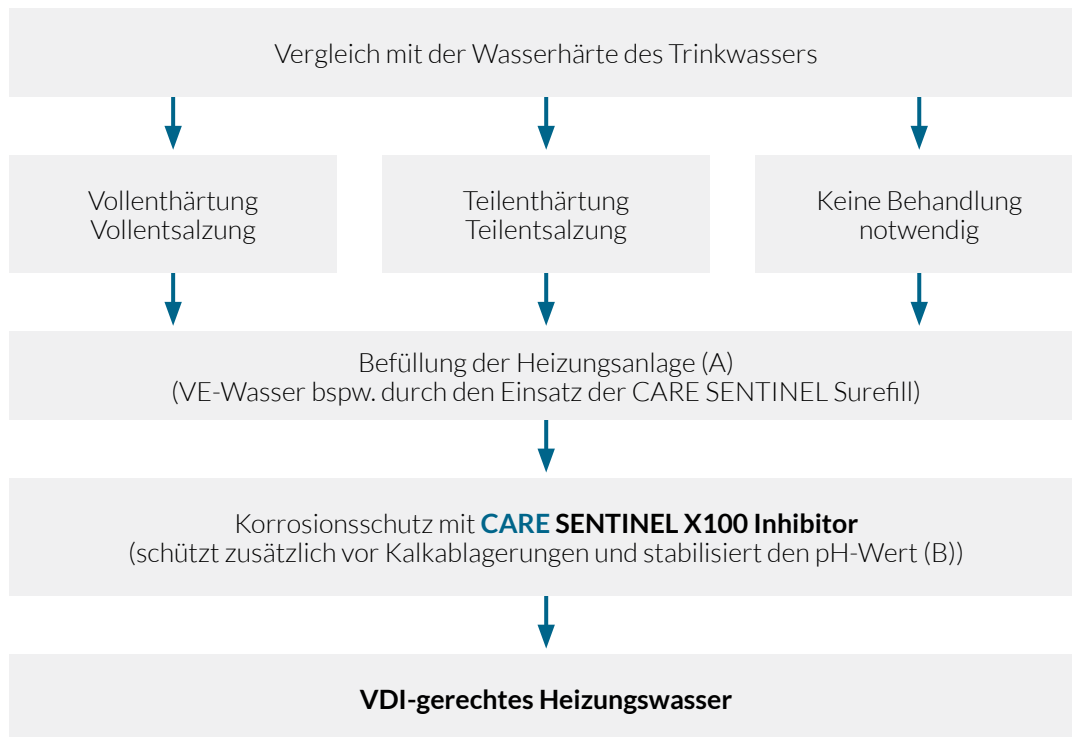 Vergleich mit der Wasserhärte des Trinkwassers
Vollenthärtung
Vollentsalzung
Teilenthärtung
Teilentsalzung
Keine Behandlung
notwendig
Befüllung der Heizungsanlage (A)
(VE-Wasser bspw. durch den Einsatz der CARE SENTINEL Surefill)
Korrosionsschutz mit CARE SENTINEL X100 Inhibitor
(schützt zusätzlich vor Kalkablagerungen und stabilisiert den pH-Wert (B))
VDI-gerechtes Heizungswasser